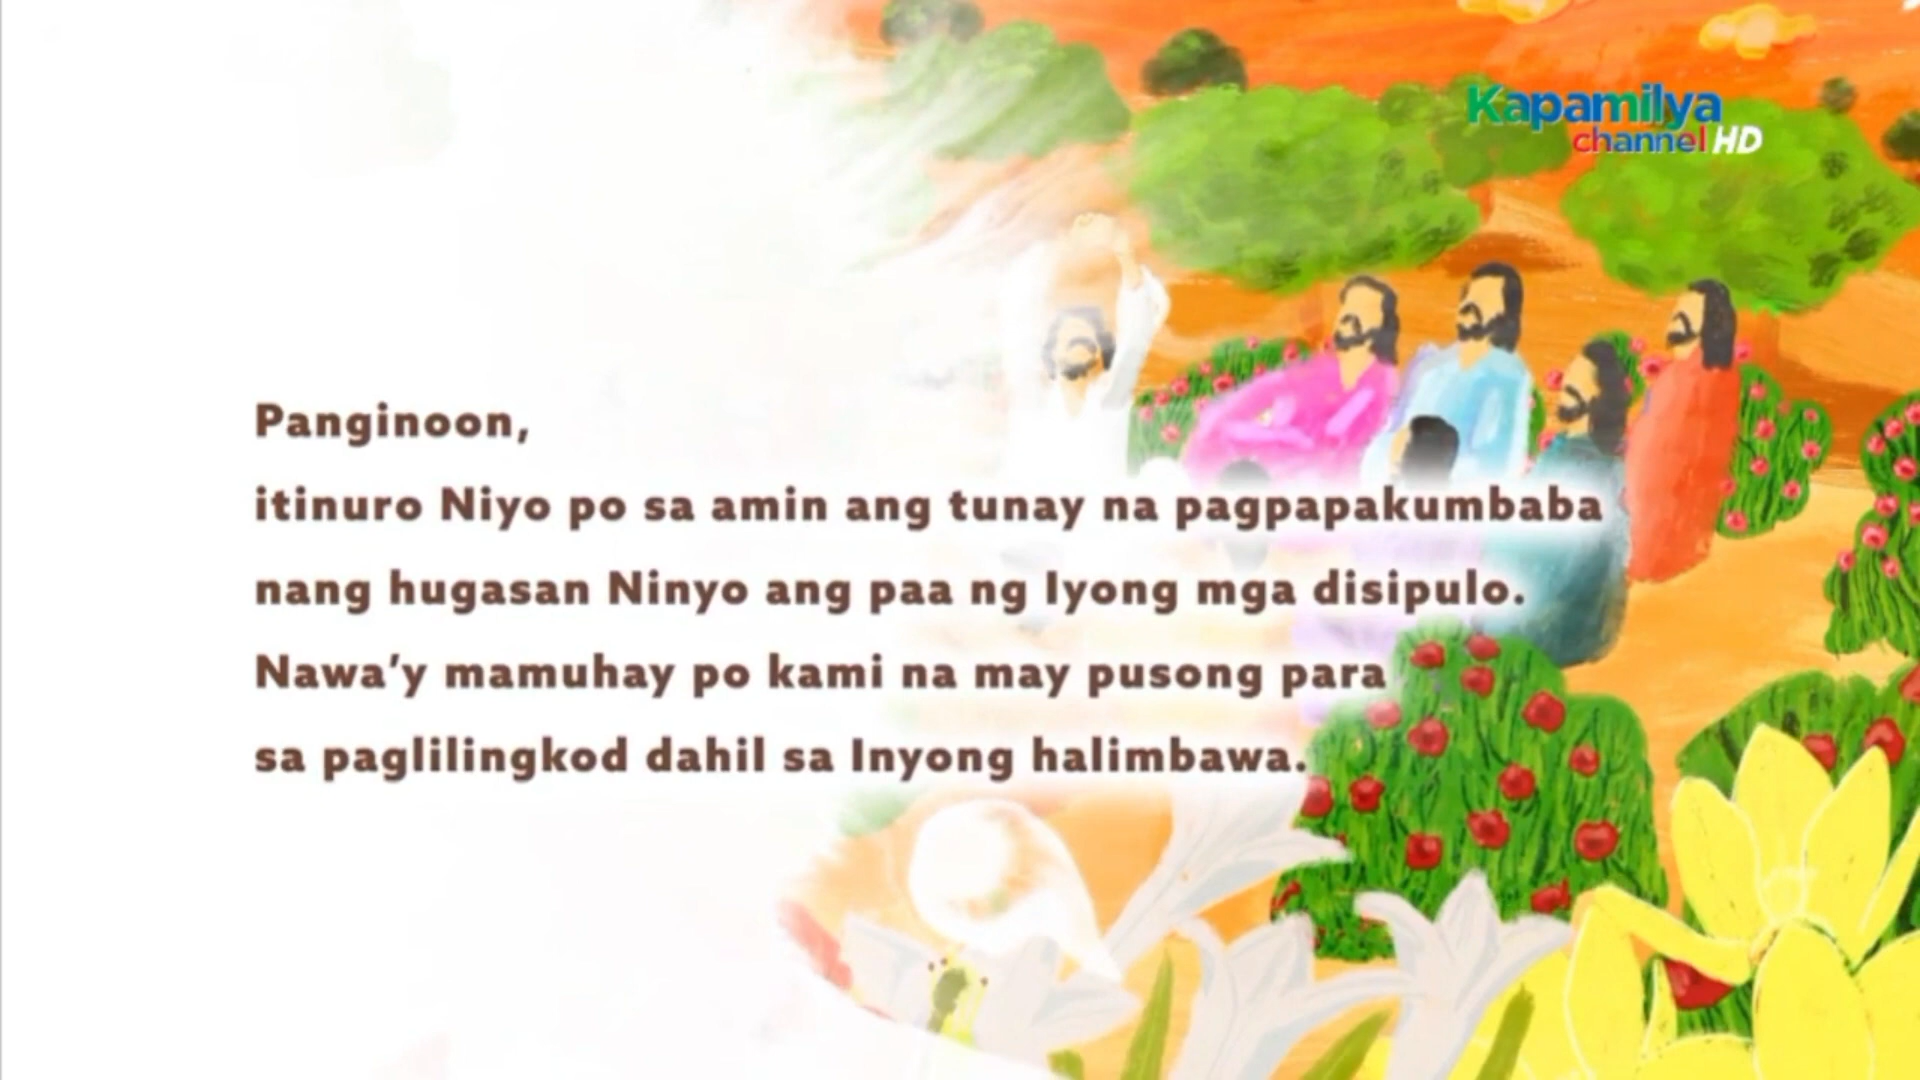 Kapamilya
channel HD
Panginoon,
itinuro Niyo po sa amin ang tunay na pagpapakumbaba
nang hugasan Ninyo ang paa ng Iyong mga disipulo.
Nawa’y mamuhay po kami na may pusong para
sa paglilingkod dahil sa Inyong halimbawa.